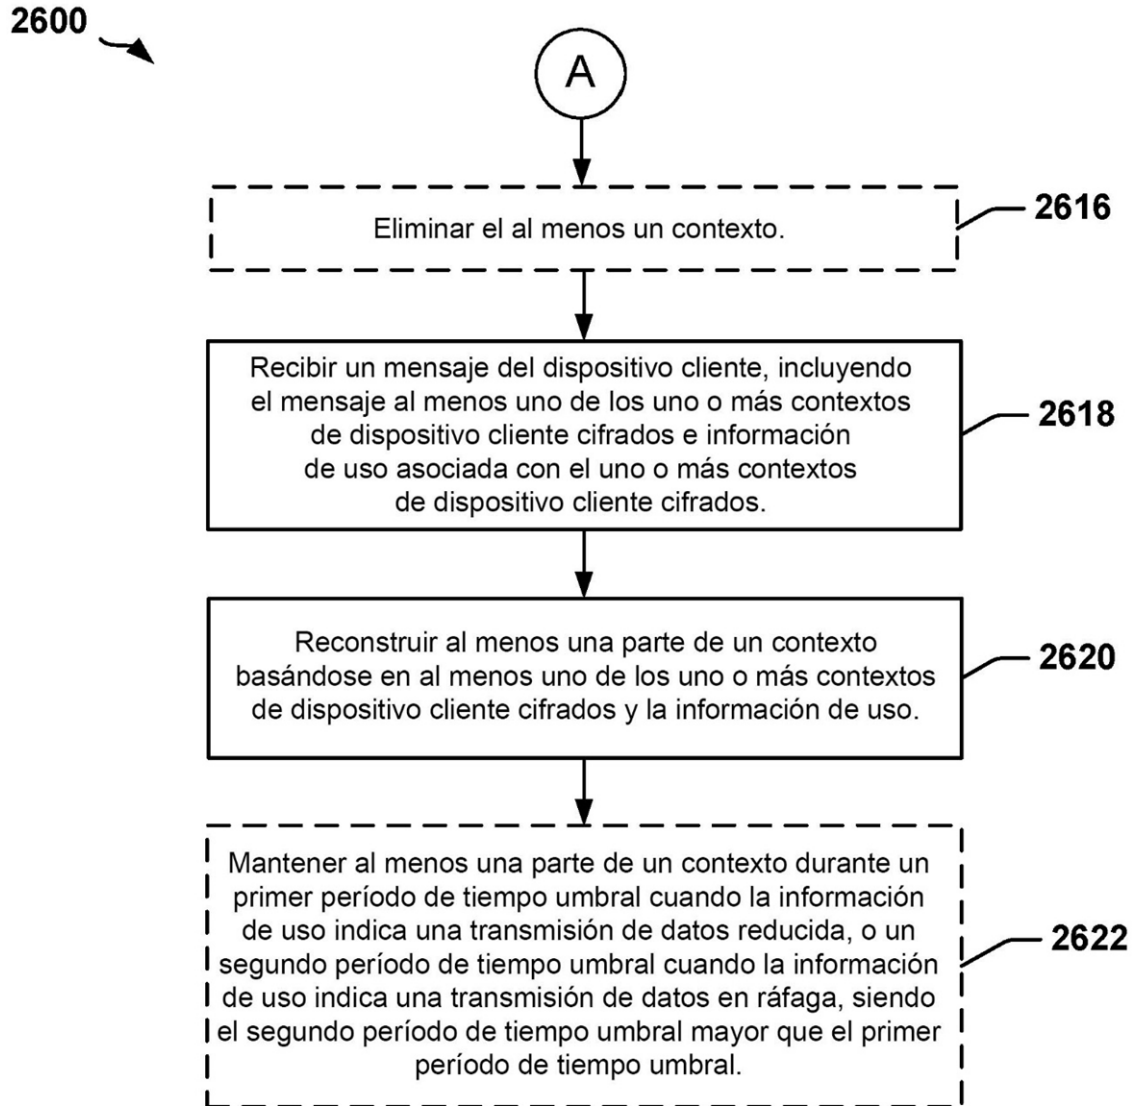 2600
A
Eliminar el al menos un contexto.
2616
Recibir un mensaje del dispositivo cliente, incluyendo
el mensaje al menos uno de los uno o más contextos
de dispositivo cliente cifrados e información
de uso asociada con el uno o más contextos
de dispositivo cliente cifrados.
2618
Reconstruir al menos una parte de un contexto
basándose en al menos uno de los uno o más contextos
de dispositivo cliente cifrados y la información de uso.
2620
Mantener al menos una parte de un contexto durante un
primer período de tiempo umbral cuando la información
de uso indica una transmisión de datos reducida, o un
segundo período de tiempo umbral cuando la información
de uso indica una transmisión de datos en ráfaga, siendo
el segundo período de tiempo umbral mayor que el primer
período de tiempo umbral.
2622